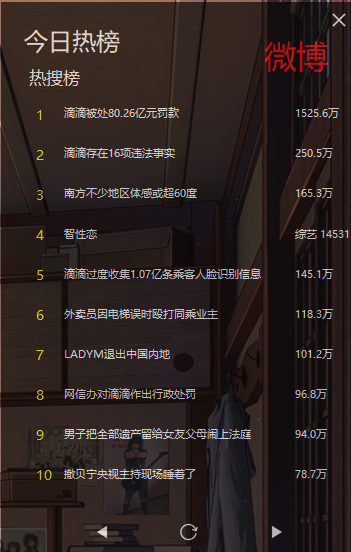 今日热榜
微博
热搜榜
1 滴滴被处80.26亿元罚款 1525.6万
2 滴滴存在16项违法事实 250.5万
3 南方不少地区体感或超60度 165.3万
4 智性恋 综艺 14531
5 滴滴过度收集1.07亿条乘客人脸识别信息 145.1万
6 外卖员因电梯误时殴打同乘业主 118.3万
7 LADYM退出中国内地 101.2万
8 网信办对滴滴作出行政处罚 96.8万
9 男子把全部遗产留给女友父母闹上法庭 94.0万
10 撒贝宁央视主持现场睡着了 78.7万